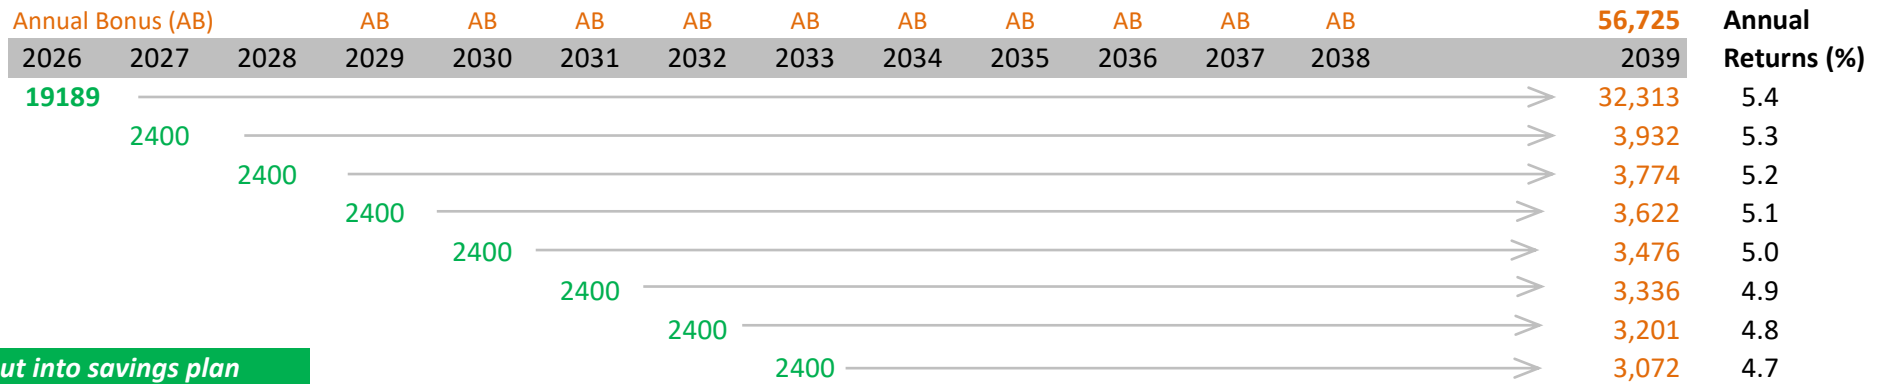 Annual Bonus (AB) AB AB AB AB AB AB AB AB AB AB 56,725 Annual
2026 2027 2028 2029 2030 2031 2032 2033 2034 2035 2036 2037 2038 2039 Returns (%)
19189 32,313 5.4
2400 3,932 5.3
2400 3,774 5.2
2400 3,622 5.1
2400 3,476 5.0
2400 3,336 4.9
2400 3,201 4.8
ut into savings plan 2400 3,072 4.7